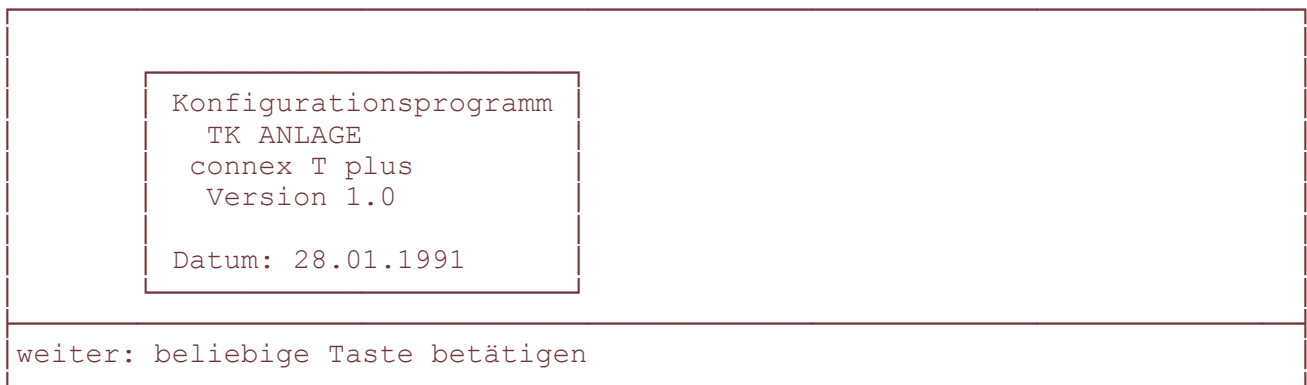 Konfigurationsprogramm
TK ANLAGE
connex T plus
Version 1.0
Datum: 28.01.1991
weiter: beliebige Taste betätigen